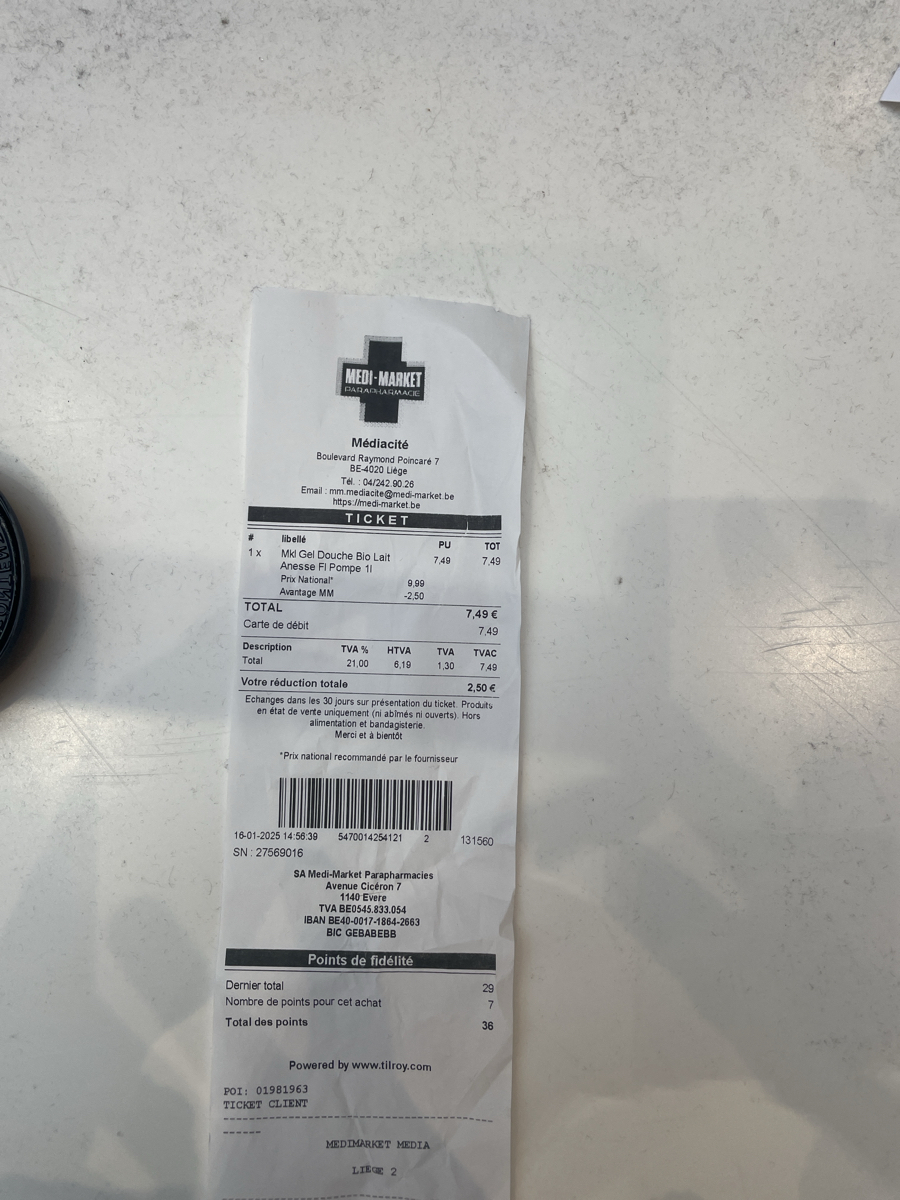 MEDI-MARKET
PARAPHARMACIE
Médiacité
Boulevard Raymond Poincaré 7
BE-4020 Liège
Tél. : 04/242.90.26
Email : mm.mediacite@medi-market.be
https://medi-market.be
TICKET
# libellé PU TOT
1 x Mkl Gel Douche Bio Lait 7,49 7,49
Anesse Fl Pompe 1l
Prix National* 9,99
Avantage MM -2,50
TOTAL 7,49 €
Carte de débit 7,49
Description TVA % HTVA TVA TVAC
Total 21,00 6,19 1,30 7,49
Votre réduction totale 2,50 €
Echanges dans les 30 jours sur présentation du ticket. Produits
en état de vente uniquement (ni abîmés ni ouverts). Hors
alimentation et bandagisterie.
Merci et à bientôt
*Prix national recommandé par le fournisseur
16-01-2025 14:56:39 5470014254121 2 131560
SN : 27569016
SA Medi-Market Parapharmacies
Avenue Cicéron 7
1140 Evere
TVA BE0545.833.054
IBAN BE40-0017-1864-2663
BIC GEBABEBB
Points de fidélité
Dernier total 29
Nombre de points pour cet achat 7
Total des points 36
Powered by www.tilroy.com
POI: 01981963
TICKET CLIENT
MEDIMARKET MEDIA
LIEGE 2